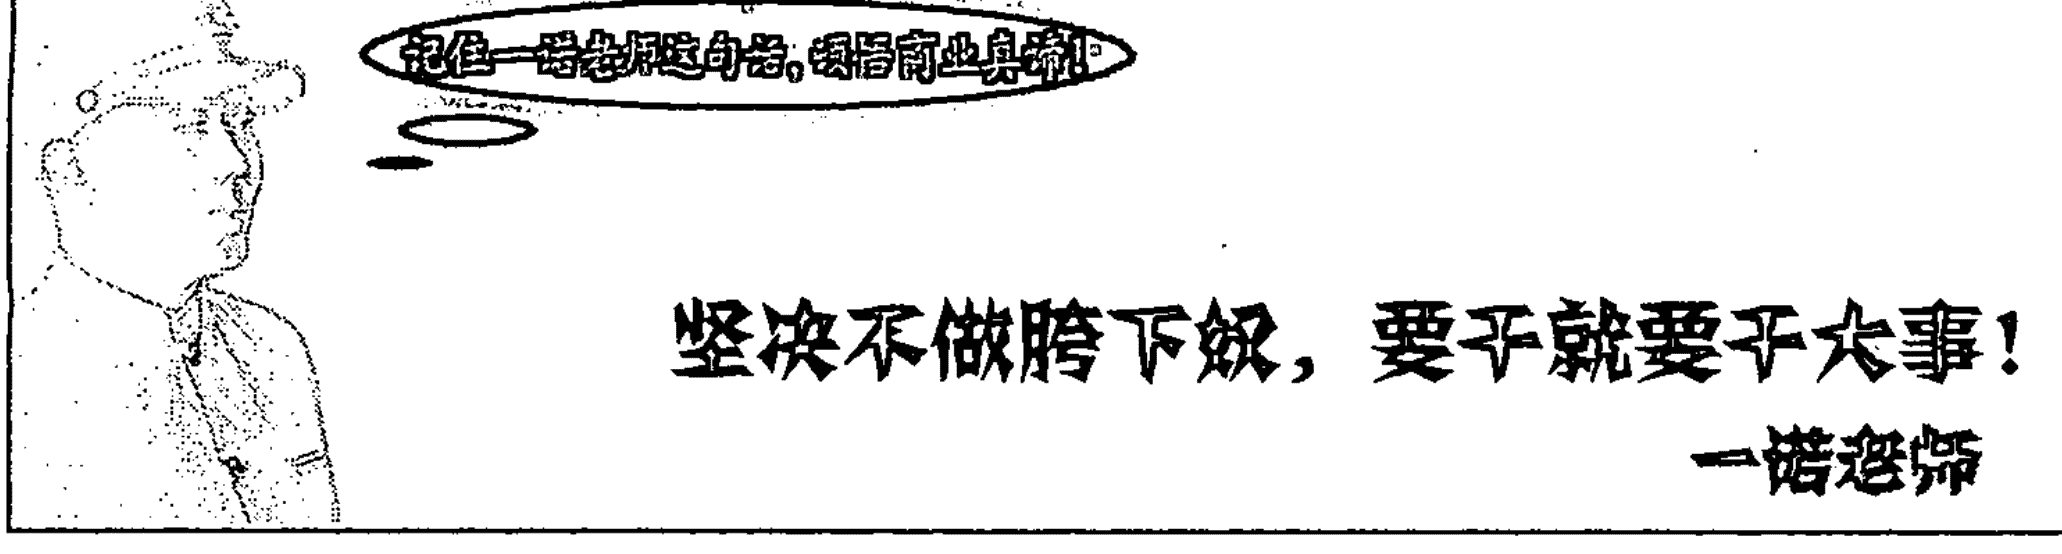 记住一诺老师这句话，领悟商业真谛！
坚决不做胯下奴，要干就要干大事！
一诺老师